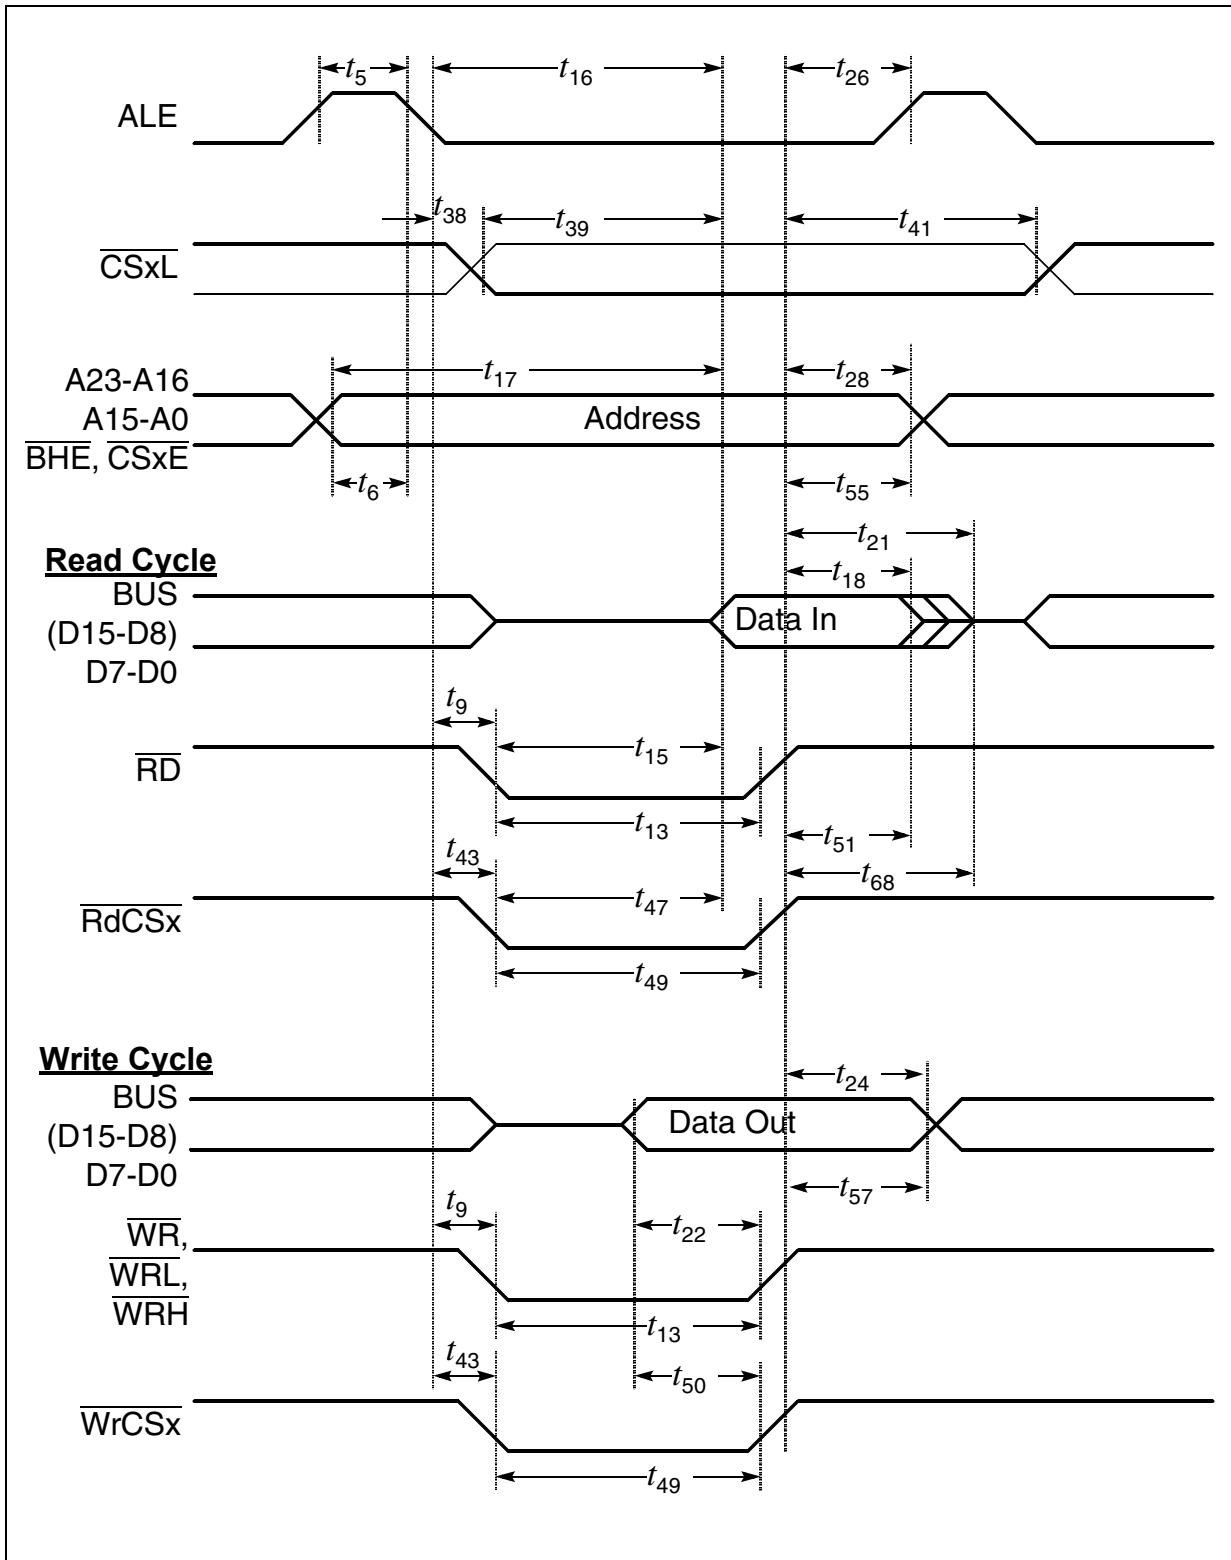 t5 t16 t26
ALE
t38 t39 t41
CSxL
A23-A16 t17 t28
A15-A0 Address
BHE, CSxE
t6 t55
t21
Read Cycle
t18
BUS
(D15-D8) Data In
D7-D0
t9
t15
RD
t13 t51
t43 t68
t47
RdCSx
t49
Write Cycle
t24
BUS
(D15-D8) Data Out
D7-D0
t57
t9 t22
WR,
WRL,
WRH
t13
t43 t50
WrCSx
t49